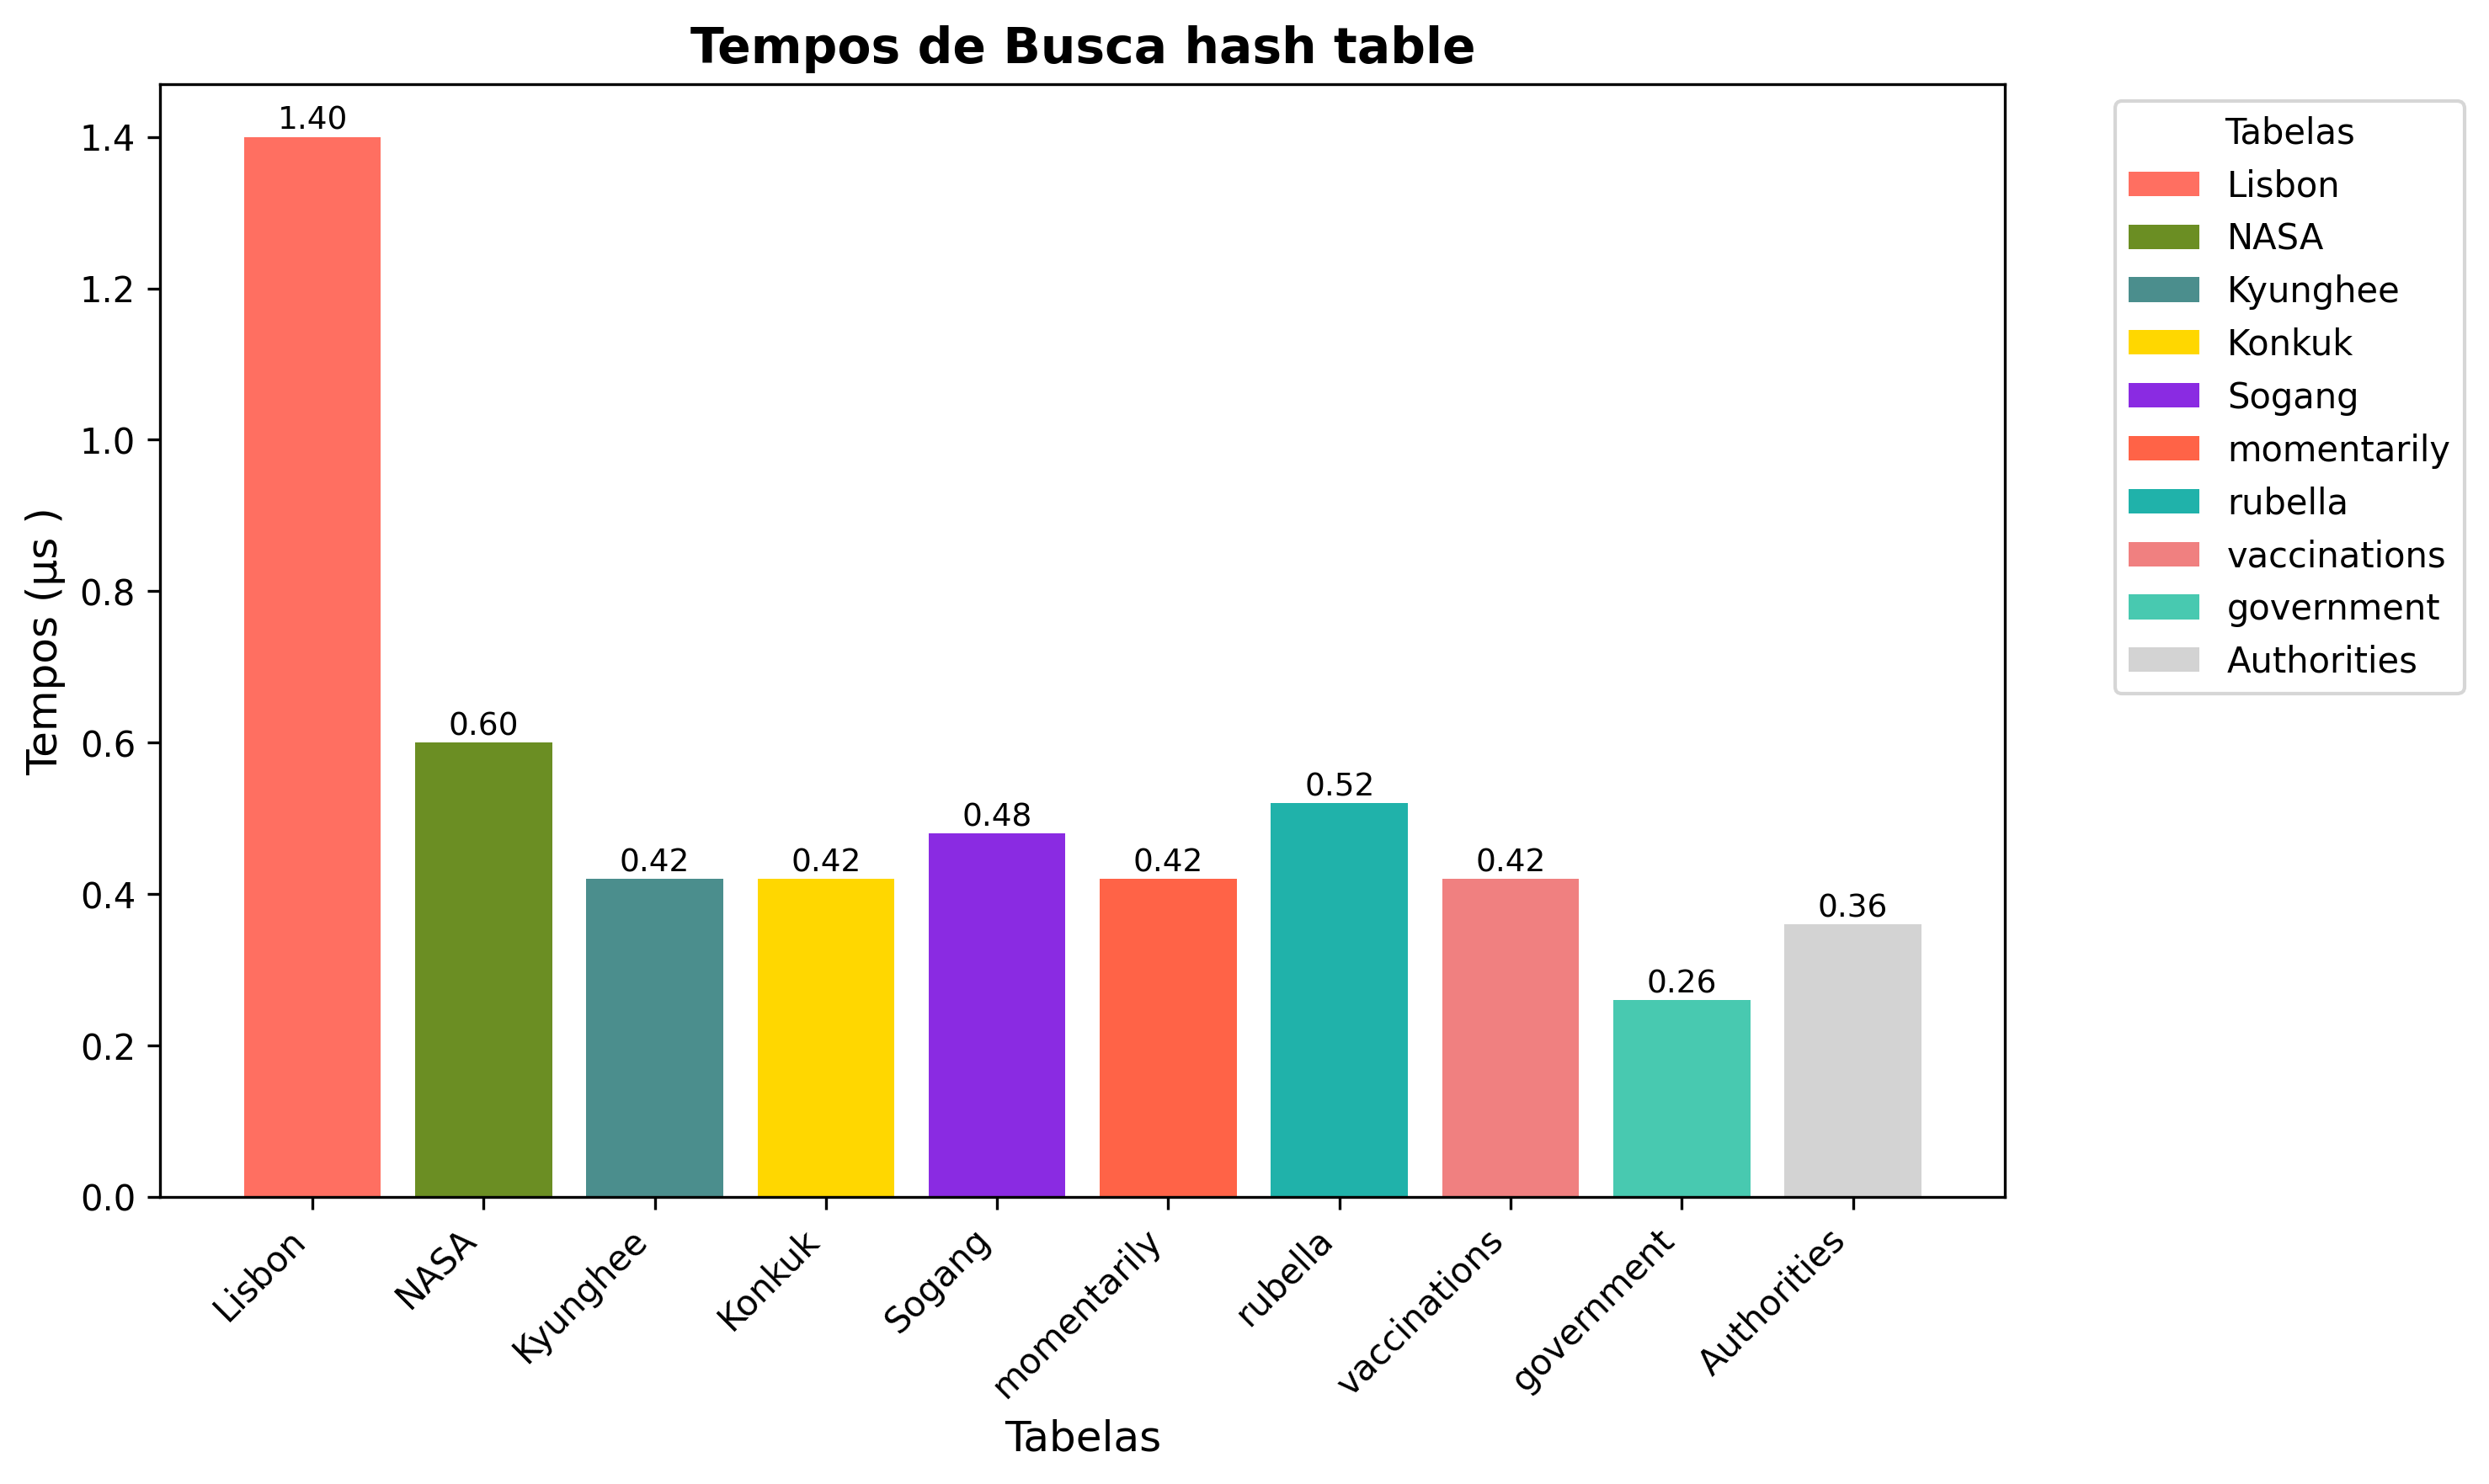 Tempos de Busca hash table
Tempos (µs )
1.4
1.2
1.0
0.8
0.6
0.4
0.2
0.0
1.40
0.60
0.42
0.42
0.48
0.42
0.52
0.42
0.26
0.36
Lisbon
NASA
Kyunghee
Konkuk
Sogang
momentarily
rubella
vaccinations
government
Authorities
Tabelas
Tabelas
Lisbon
NASA
Kyunghee
Konkuk
Sogang
momentarily
rubella
vaccinations
government
Authorities